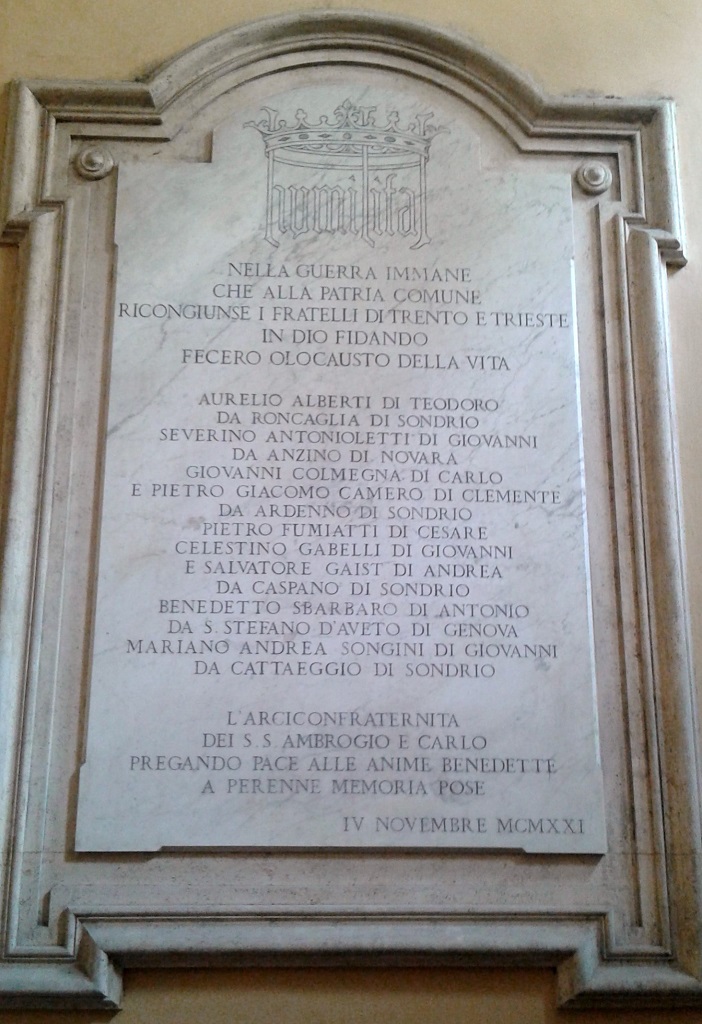 humilitas
NELLA GUERRA IMMANE
CHE ALLA PATRIA COMUNE
RICONGIUNSE I FRATELLI DI TRENTO E TRIESTE
IN DIO FIDANDO
FECERO OLOCAUSTO DELLA VITA
AURELIO ALBERTI DI TEODORO
DA RONCAGLIA DI SONDRIO
SEVERINO ANTONIOLETTI DI GIOVANNI
DA ANZINO DI NOVARA
GIOVANNI COLMEGNA DI CARLO
E PIETRO GIACOMO CAMERO DI CLEMENTE
DA ARDENNO DI SONDRIO
PIETRO FUMIATTI DI CESARE
CELESTINO GABELLI DI GIOVANNI
E SALVATORE GAIST DI ANDREA
DA CASPANO DI SONDRIO
BENEDETTO SBARBARO DI ANTONIO
DA S. STEFANO D'AVETO DI GENOVA
MARIANO ANDREA SONGINI DI GIOVANNI
DA CATTAEGGIO DI SONDRIO
L'ARCICONFRATERNITA
DEI S. S. AMBROGIO E CARLO
PREGANDO PACE ALLE ANIME BENEDETTE
A PERENNE MEMORIA POSE
IV NOVEMBRE MCMXXI